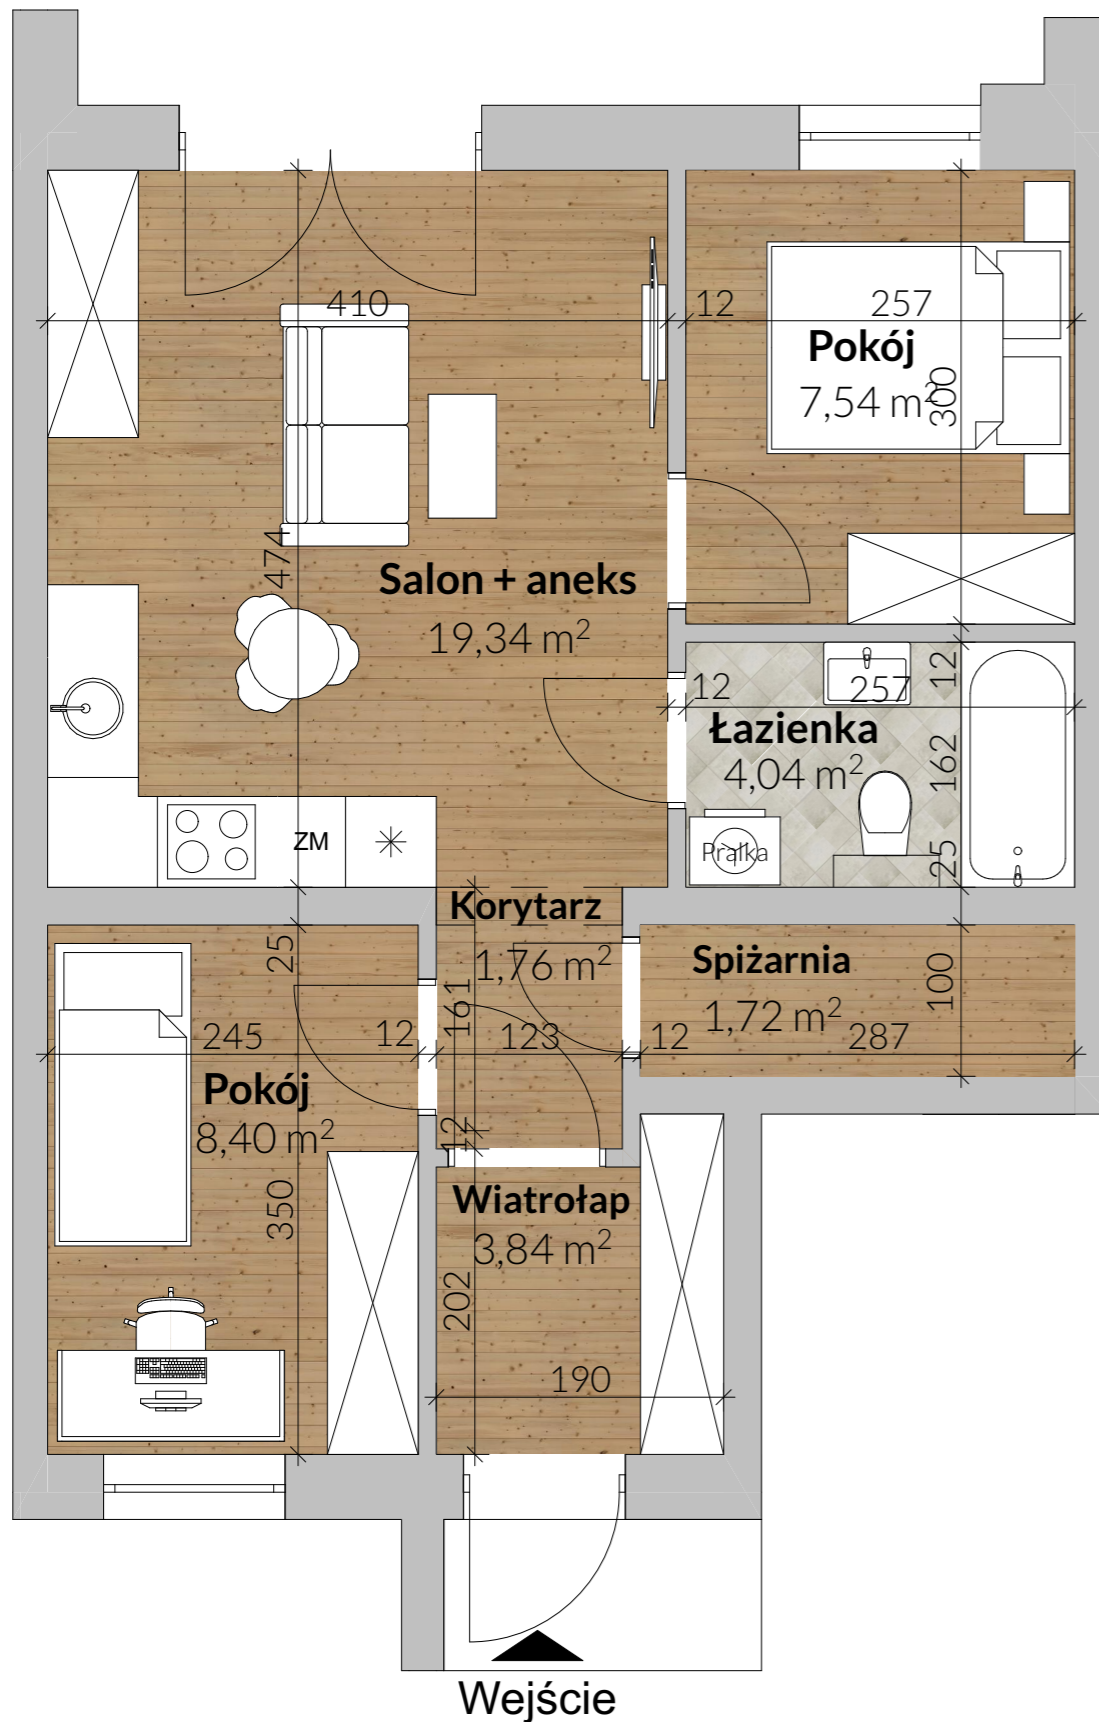 410
12
257
Pokój
7,54 m²
300
474
Salon + aneks
19,34 m²
12
12
257
Łazienka
4,04 m²
162
ZM
Pralka
25
Korytarz
1,76 m²
25
Spiżarnia
1,72 m²
100
161
245
12
123
12
287
Pokój
8,40 m²
12
350
Wiatrołap
3,84 m²
202
190
Wejście